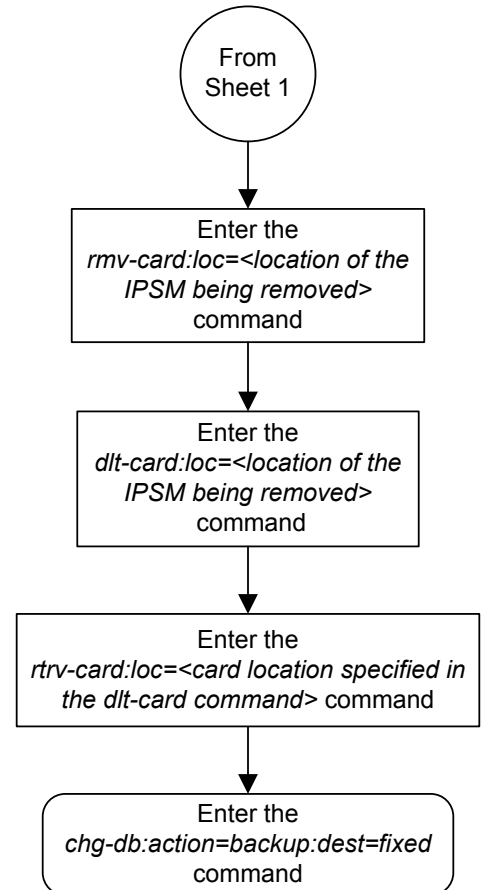 From
Sheet 1
Enter the
rmv-card:loc=<location of the
IPSM being removed>
command
Enter the
dlt-card:loc=<location of the
IPSM being removed>
command
Enter the
rtrv-card:loc=<card location specified in
the dlt-card command> command
Enter the
chg-db:action=backup:dest=fixed
command